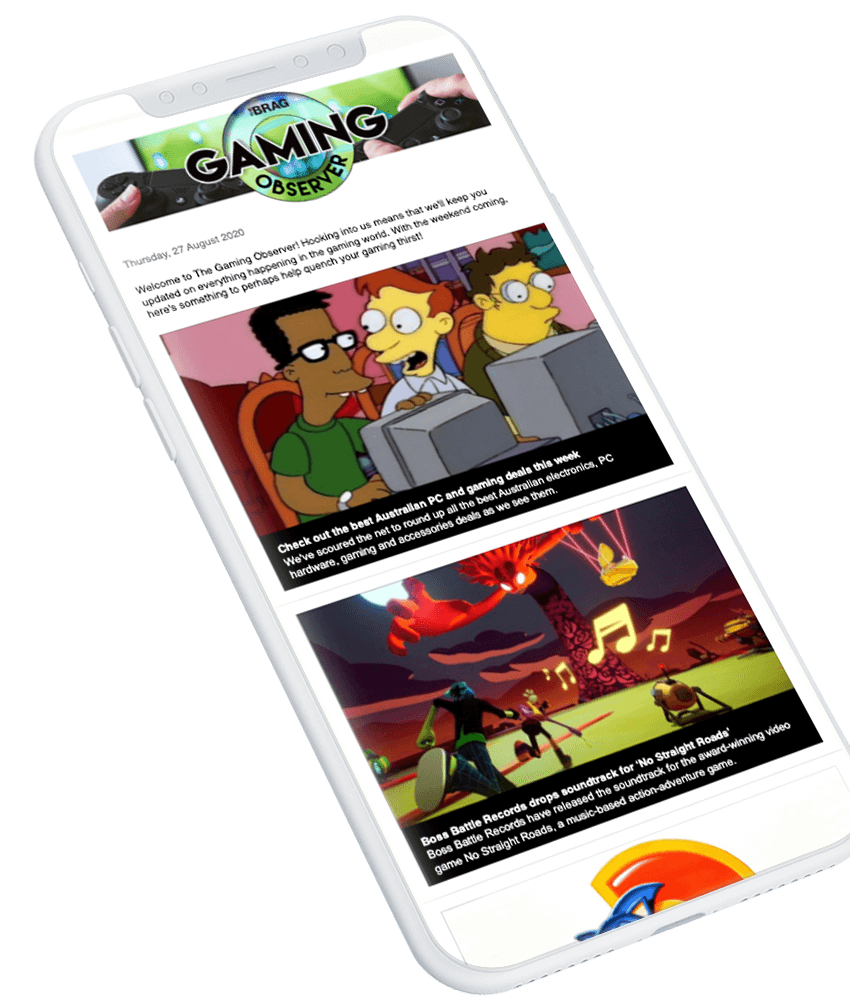 THE BRAG
GAMING
OBSERVER
Thursday, 27 August 2020
Welcome to The Gaming Observer! Hooking into us means that we'll keep you
updated on everything happening in the gaming world. With the weekend coming,
here's something to perhaps help quench your gaming thirst!
Check out the best Australian PC and gaming deals this week
We've scoured the net to round up all the best Australian electronics, PC
hardware, gaming and accessories deals as we see them.
Boss Battle Records drops soundtrack for 'No Straight Roads'
Boss Battle Records have released the soundtrack for the award-winning video
game No Straight Roads, a music-based action-adventure game.